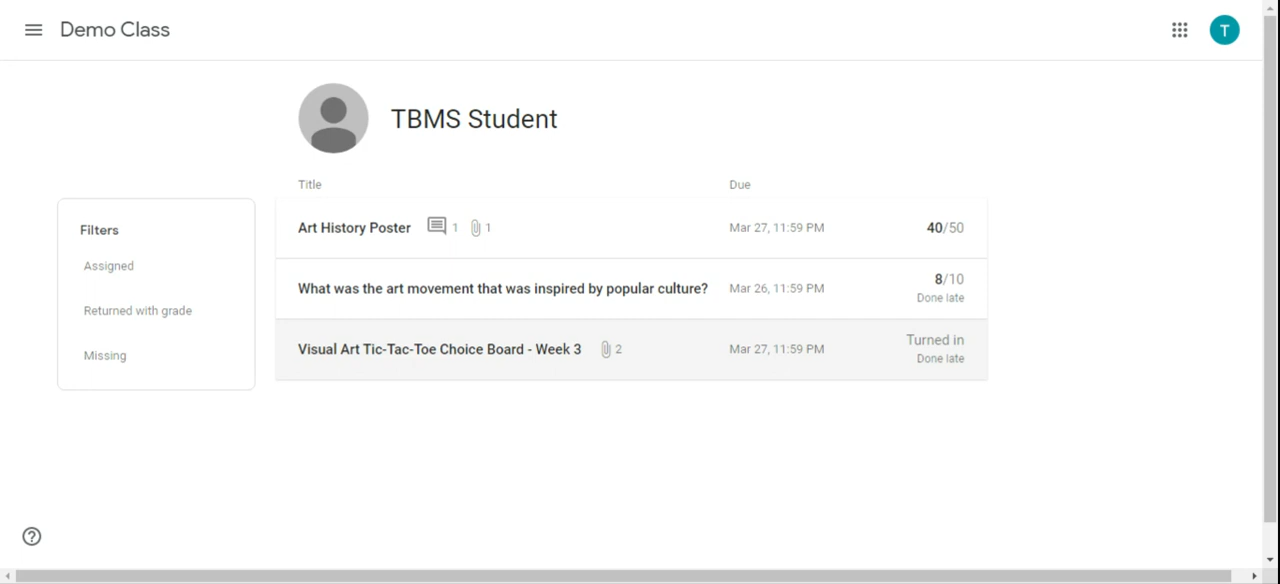 Demo Class
T
TBMS Student
Title Due
Filters
Assigned
Returned with grade
Missing
Art History Poster 1 1 Mar 27, 11:59 PM 40/50
What was the art movement that was inspired by popular culture? Mar 26, 11:59 PM 8/10
Done late
Visual Art Tic-Tac-Toe Choice Board - Week 3 2 Mar 27, 11:59 PM Turned in
Done late